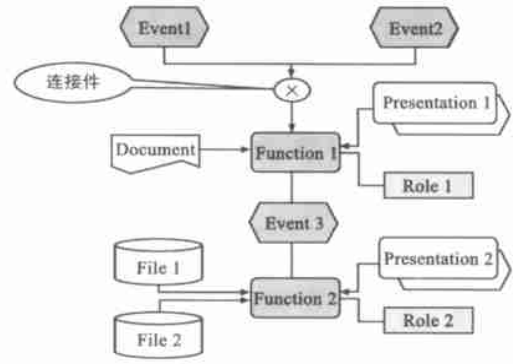 Event1
Event2
连接件
×
Presentation 1
Document
Function 1
Role 1
Event 3
File 1
Presentation 2
Function 2
File 2
Role 2